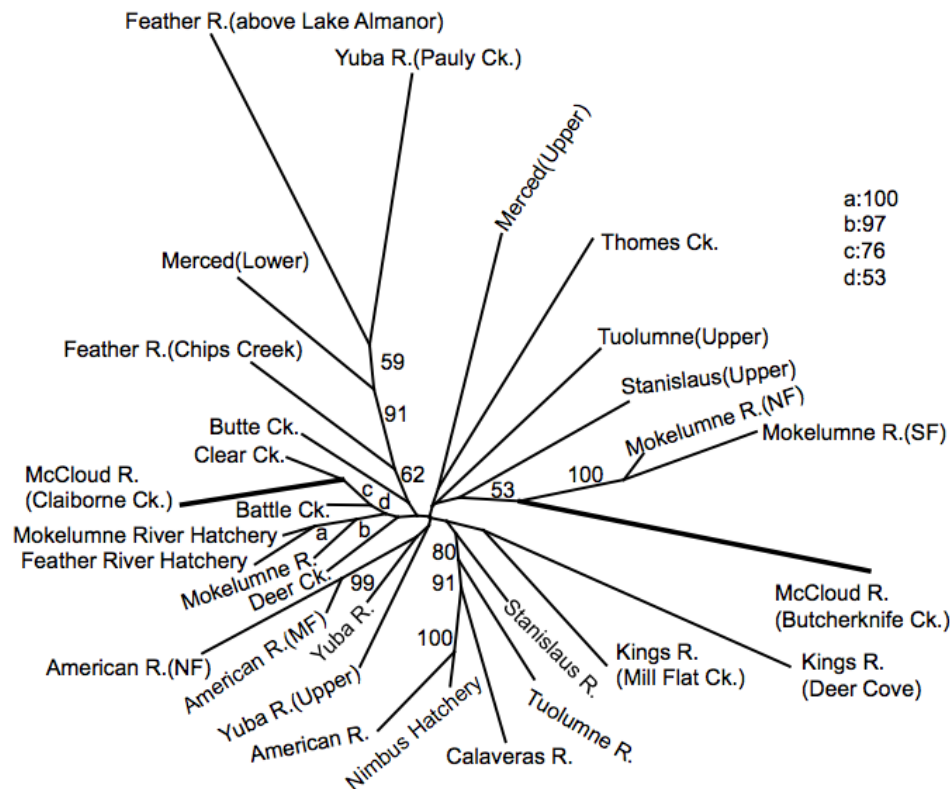 Feather R.(above Lake Almanor)
Yuba R.(Pauly Ck.)
Merced(Upper)
a:100
b:97
c:76
d:53
Thomes Ck.
Merced(Lower)
Tuolumne(Upper)
Feather R.(Chips Creek)
59
Stanislaus(Upper)
Mokelumne R.(NF)
91
Mokelumne R.(SF)
Butte Ck.
Clear Ck.
McCloud R.
(Claiborne Ck.)
62
100
53
c
d
Battle Ck.
Mokelumne River Hatchery
a
b
Feather River Hatchery
Mokelumne R.
Deer Ck.
80
91
99
McCloud R.
(Butcherknife Ck.)
American R.(NF)
American R.(MF)
Yuba R.
100
Stanislaus R.
Kings R.
(Mill Flat Ck.)
Kings R.
(Deer Cove)
Yuba R.(Upper)
American R.
Nimbus Hatchery
Tuolumne R.
Calaveras R.